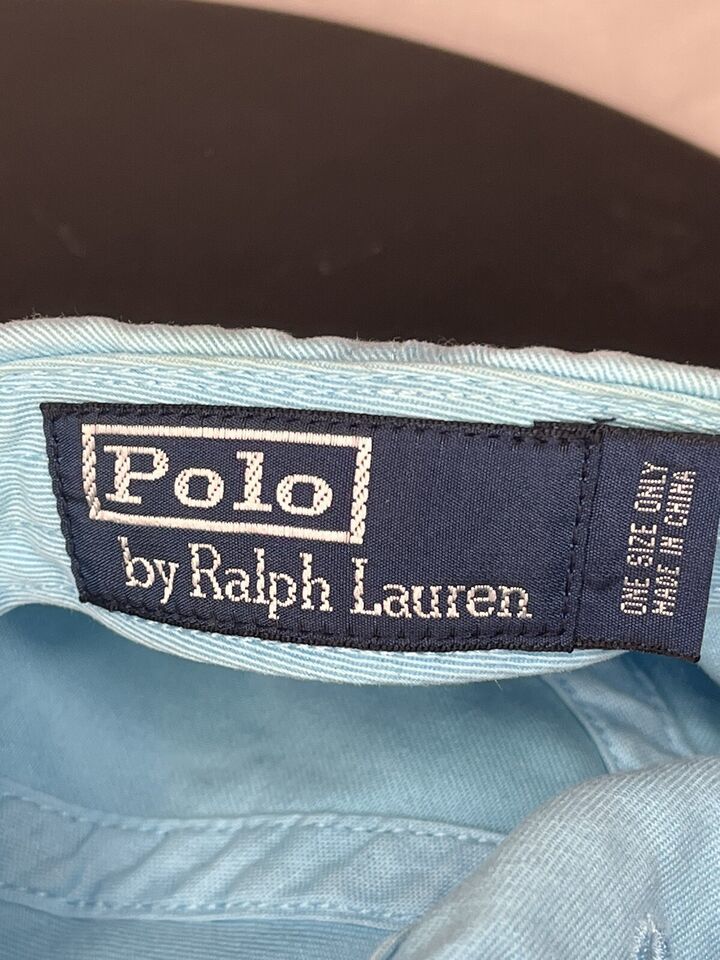 Polo
by Ralph Lauren
ONE SIZE ONLY
MADE IN CHINA